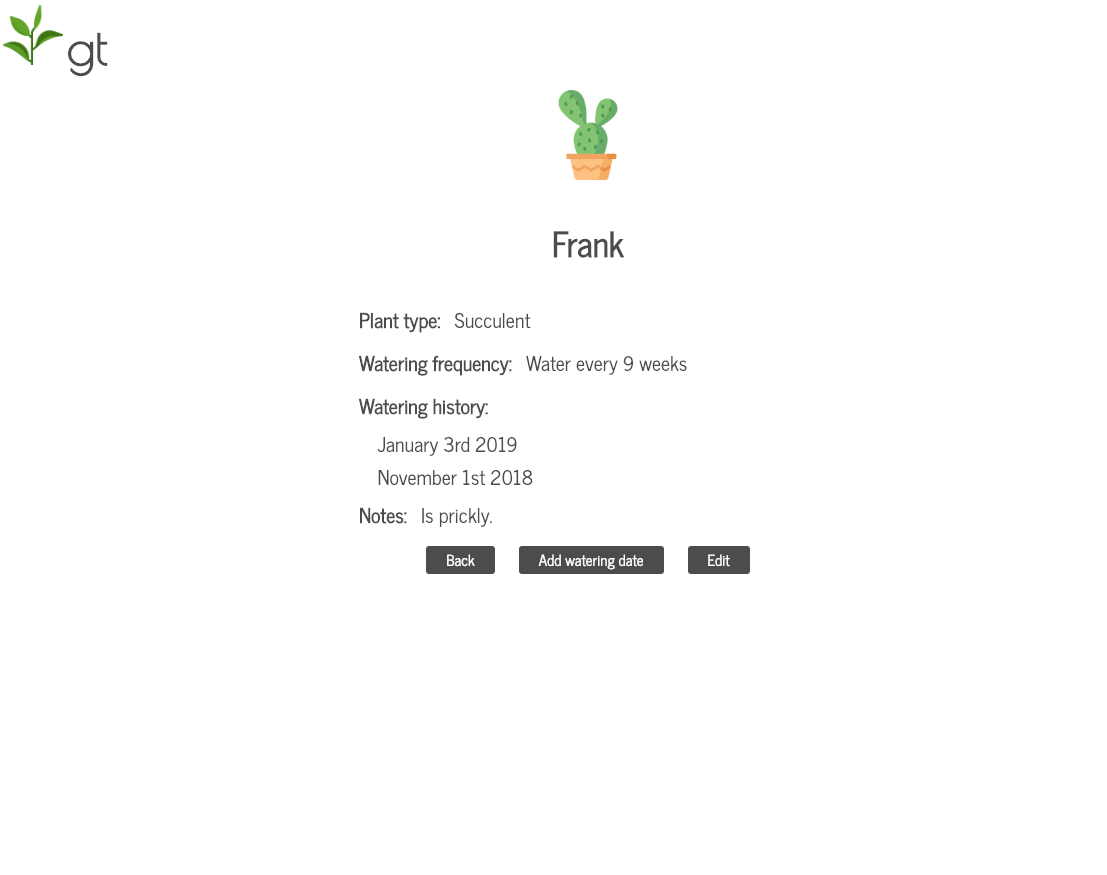 gt
Frank
Plant type: Succulent
Watering frequency: Water every 9 weeks
Watering history:
January 3rd 2019
November 1st 2018
Notes: Is prickly.
Back Add watering date Edit